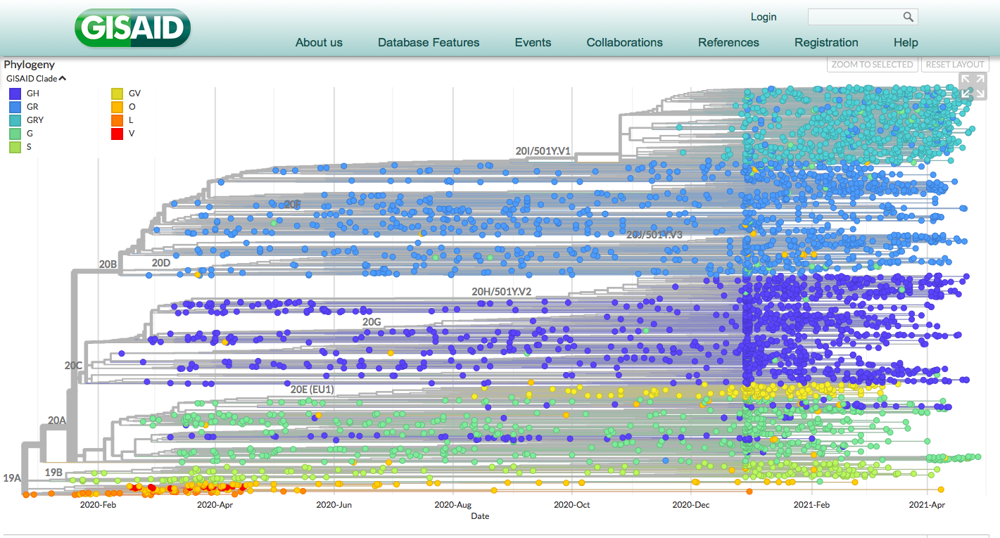 GISAID
Login
About us
Database Features
Events
Collaborations
References
Registration
Help
Phylogeny
ZOOM TO SELECTED
RESET LAYOUT
GISAID Clade
GH
GR
GRY
G
S
GV
O
L
V
20I/501Y.V1
20F
20J/501Y.V3
20B
20D
20H/501Y.V2
20G
20C
20E (EU1)
20A
19B
19A
2020-Feb
2020-Apr
2020-Jun
2020-Aug
2020-Oct
2020-Dec
2021-Feb
2021-Apr
Date